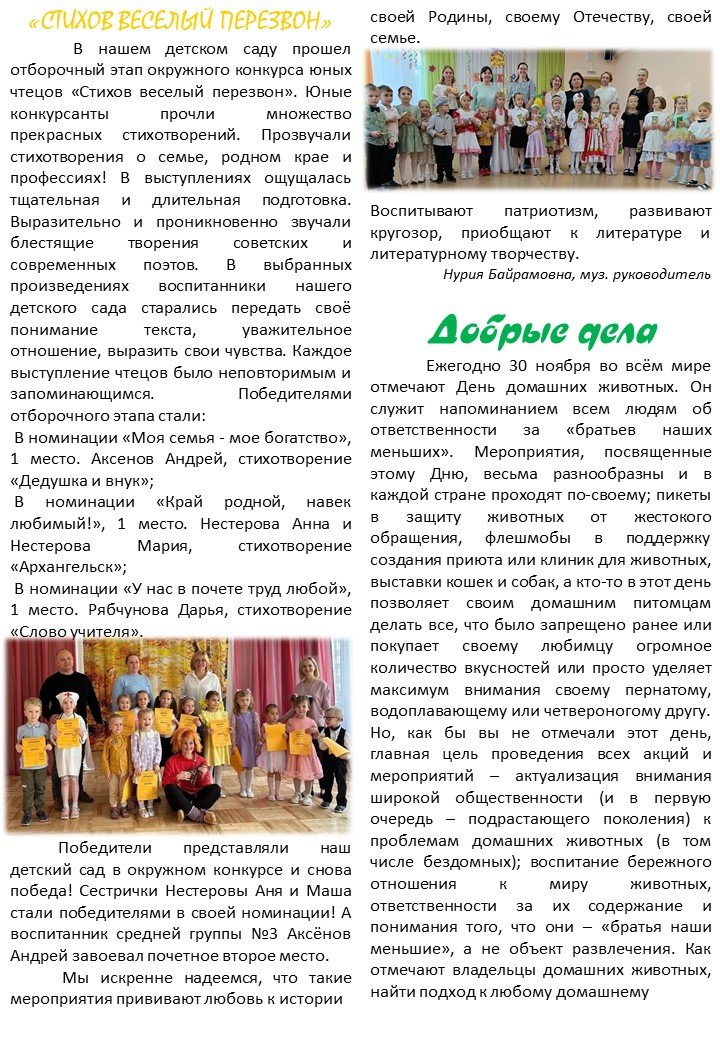 «СТИХОВ ВЕСЕЛЫЙ ПЕРЕЗВОН»
В нашем детском саду прошел
отборочный этап окружного конкурса юных
чтецов «Стихов веселый перезвон». Юные
конкурсанты прочли множество
прекрасных стихотворений. Прозвучали
стихотворения о семье, родном крае и
профессиях! В выступлениях ощущалась
тщательная и длительная подготовка.
Выразительно и проникновенно звучали
блестящие творения советских и
современных поэтов. В выбранных
произведениях воспитанники нашего
детского сада старались передать своё
понимание текста, уважительное
отношение, выразить свои чувства. Каждое
выступление чтецов было неповторимым и
запоминающимся. Победителями
отборочного этапа стали:
В номинации «Моя семья - мое богатство»,
1 место. Аксенов Андрей, стихотворение
«Дедушка и внук»;
В номинации «Край родной, навек
любимый!», 1 место. Нестерова Анна и
Нестерова Мария, стихотворение
«Архангельск»;
В номинации «У нас в почете труд любой»,
1 место. Рябчунова Дарья, стихотворение
«Слово учителя».
Победители представляли наш
детский сад в окружном конкурсе и снова
победа! Сестрички Нестеровы Аня и Маша
стали победителями в своей номинации! А
воспитанник средней группы №3 Аксёнов
Андрей завоевал почетное второе место.
Мы искренне надеемся, что такие
мероприятия прививают любовь к истории
своей Родины, своему Отечеству, своей
семье.
Воспитывают патриотизм, развивают
кругозор, приобщают к литературе и
литературному творчеству.
Нурия Байрамовна, муз. руководитель
Добрые дела
Ежегодно 30 ноября во всём мире
отмечают День домашних животных. Он
служит напоминанием всем людям об
ответственности за «братьев наших
меньших». Мероприятия, посвященные
этому Дню, весьма разнообразны и в
каждой стране проходят по-своему; пикеты
в защиту животных от жестокого
обращения, флешмобы в поддержку
создания приюта или клиник для животных,
выставки кошек и собак, а кто-то в этот день
позволяет своим домашним питомцам
делать все, что было запрещено ранее или
покупает своему любимцу огромное
количество вкусностей или просто уделяет
максимум внимания своему пернатому,
водоплавающему или четвероногому другу.
Но, как бы вы не отмечали этот день,
главная цель проведения всех акций и
мероприятий – актуализация внимания
широкой общественности (и в первую
очередь – подрастающего поколения) к
проблемам домашних животных (в том
числе бездомных); воспитание бережного
отношения к миру животных,
ответственности за их содержание и
понимания того, что они – «братья наши
меньшие», а не объект развлечения. Как
отмечают владельцы домашних животных,
найти подход к любому домашнему